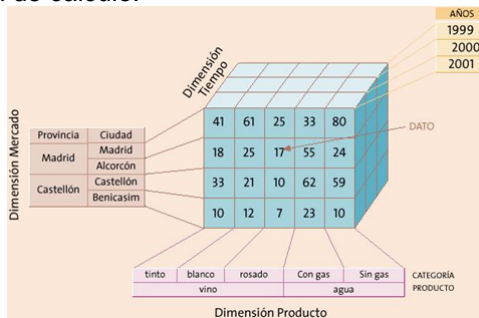 AÑOS
1999
2000
2001
Dimensión
Tiempo
Dimensión Mercado
Provincia Ciudad
Madrid Madrid
Alcorcón
Castellón Castellón
Benicasim
41 61 25 33 80
18 25 17 55 24
33 21 10 62 59
10 12 7 23 10
DATO
tinto blanco rosado Con gas Sin gas CATEGORÍA
vino agua PRODUCTO
Dimensión Producto